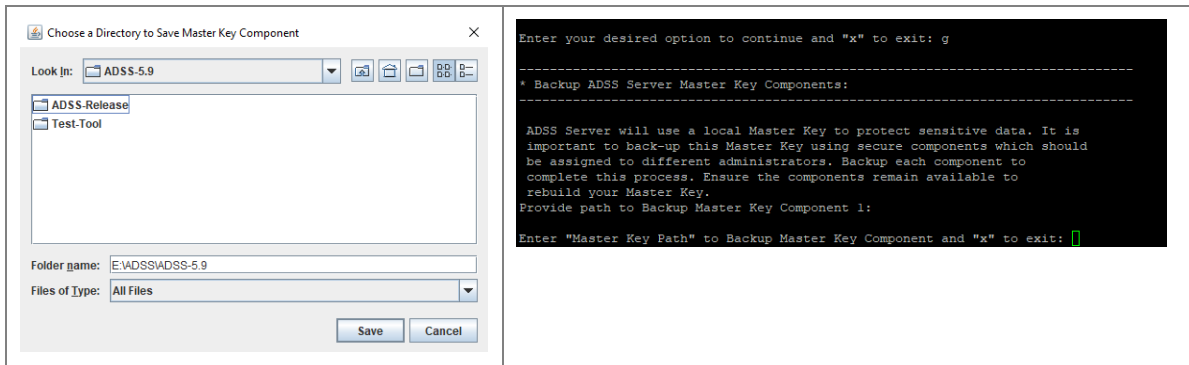 Choose a Directory to Save Master Key Component
Look In: ADSS-5.9
ADSS-Release
Test-Tool
Folder name: E:\ADSS\ADSS-5.9
Files of Type: All Files
Save Cancel
Enter your desired option to continue and "x" to exit: g
--------------------------------------------------------------------------------
* Backup ADSS Server Master Key Components:
--------------------------------------------------------------------------------
ADSS Server will use a local Master Key to protect sensitive data. It is
important to back-up this Master Key using secure components which should
be assigned to different administrators. Backup each component to
complete this process. Ensure the components remain available to
rebuild your Master Key.
Provide path to Backup Master Key Component 1:
Enter "Master Key Path" to Backup Master Key Component and "x" to exit: